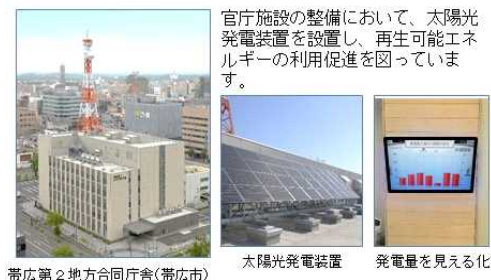 官庁施設の整備において、太陽光
発電装置を設置し、再生可能エネ
ルギーの利用促進を図っていま
す。
太陽光発電装置
発電量を見える化
帯広第２地方合同庁舎(帯広市)